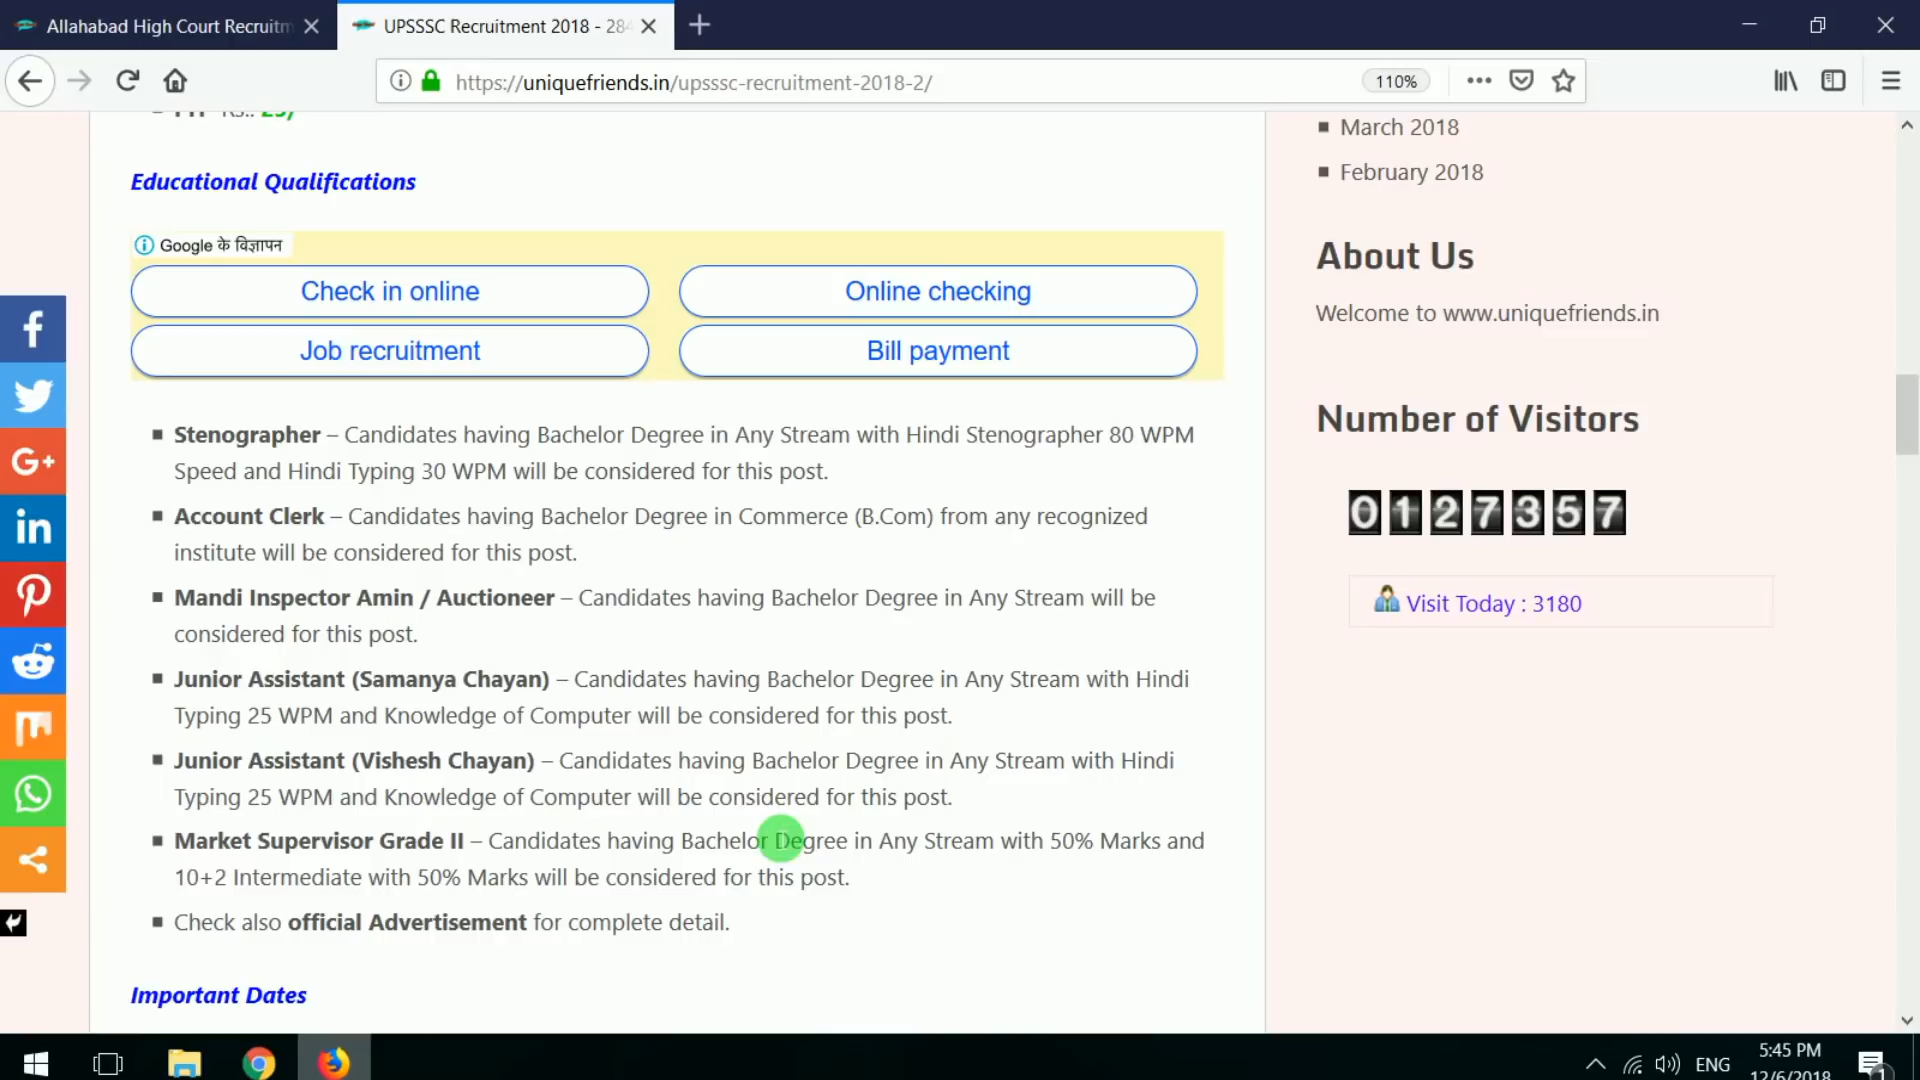 Allahabad High Court Recruitm
UPSSSC Recruitment 2018 - 284
https://uniquefriends.in/upsssc-recruitment-2018-2/
110%
Rs.: 25/
Educational Qualifications
Google के विज्ञापन
Check in online
Online checking
Job recruitment
Bill payment
■ Stenographer – Candidates having Bachelor Degree in Any Stream with Hindi Stenographer 80 WPM
Speed and Hindi Typing 30 WPM will be considered for this post.
■ Account Clerk – Candidates having Bachelor Degree in Commerce (B.Com) from any recognized
institute will be considered for this post.
■ Mandi Inspector Amin / Auctioneer – Candidates having Bachelor Degree in Any Stream will be
considered for this post.
■ Junior Assistant (Samanya Chayan) – Candidates having Bachelor Degree in Any Stream with Hindi
Typing 25 WPM and Knowledge of Computer will be considered for this post.
■ Junior Assistant (Vishesh Chayan) – Candidates having Bachelor Degree in Any Stream with Hindi
Typing 25 WPM and Knowledge of Computer will be considered for this post.
■ Market Supervisor Grade II – Candidates having Bachelor Degree in Any Stream with 50% Marks and
10+2 Intermediate with 50% Marks will be considered for this post.
■ Check also official Advertisement for complete detail.
Important Dates
■ March 2018
■ February 2018
About Us
Welcome to www.uniquefriends.in
Number of Visitors
0127357
Visit Today : 3180
f
G+
in
ENG
5:45 PM
12/6/2018
1